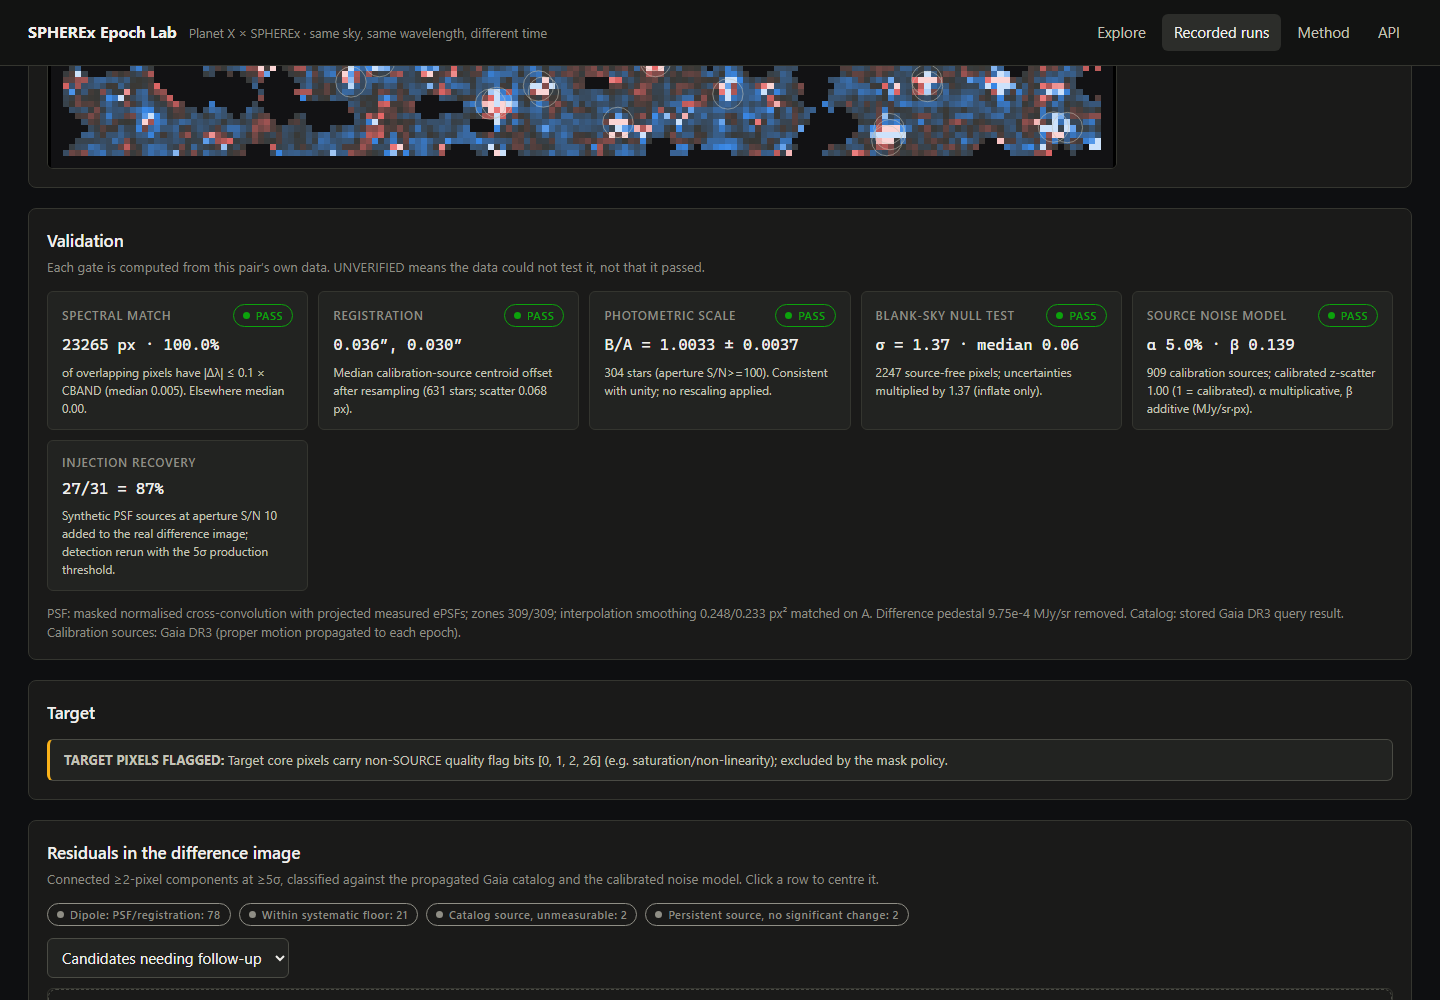 SPHEREx Epoch Lab Planet X × SPHEREx · same sky, same wavelength, different time
Explore Recorded runs Method API
Validation
Each gate is computed from this pair's own data. UNVERIFIED means the data could not test it, not that it passed.
SPECTRAL MATCH PASS
23265 px · 100.0%
of overlapping pixels have |Δλ| ≤ 0.1 ×
CBAND (median 0.005). Elsewhere median
0.00.
REGISTRATION PASS
0.036″, 0.030″
Median calibration-source centroid offset
after resampling (631 stars; scatter 0.068
px).
PHOTOMETRIC SCALE PASS
B/A = 1.0033 ± 0.0037
304 stars (aperture S/N>=100). Consistent
with unity; no rescaling applied.
BLANK-SKY NULL TEST PASS
σ = 1.37 · median 0.06
2247 source-free pixels; uncertainties
multiplied by 1.37 (inflate only).
SOURCE NOISE MODEL PASS
α 5.0% · β 0.139
909 calibration sources; calibrated z-scatter
1.00 (1 = calibrated). α multiplicative, β
additive (MJy/sr·px).
INJECTION RECOVERY
27/31 = 87%
Synthetic PSF sources at aperture S/N 10
added to the real difference image;
detection rerun with the 5σ production
threshold.
PSF: masked normalised cross-convolution with projected measured ePSFs; zones 309/309; interpolation smoothing 0.248/0.233 px² matched on A. Difference pedestal 9.75e-4 MJy/sr removed. Catalog: stored Gaia DR3 query result.
Calibration sources: Gaia DR3 (proper motion propagated to each epoch).
Target
TARGET PIXELS FLAGGED: Target core pixels carry non-SOURCE quality flag bits [0, 1, 2, 26] (e.g. saturation/non-linearity); excluded by the mask policy.
Residuals in the difference image
Connected ≥2-pixel components at ≥5σ, classified against the propagated Gaia catalog and the calibrated noise model. Click a row to centre it.
Dipole: PSF/registration: 78 Within systematic floor: 21 Catalog source, unmeasurable: 2 Persistent source, no significant change: 2
Candidates needing follow-up